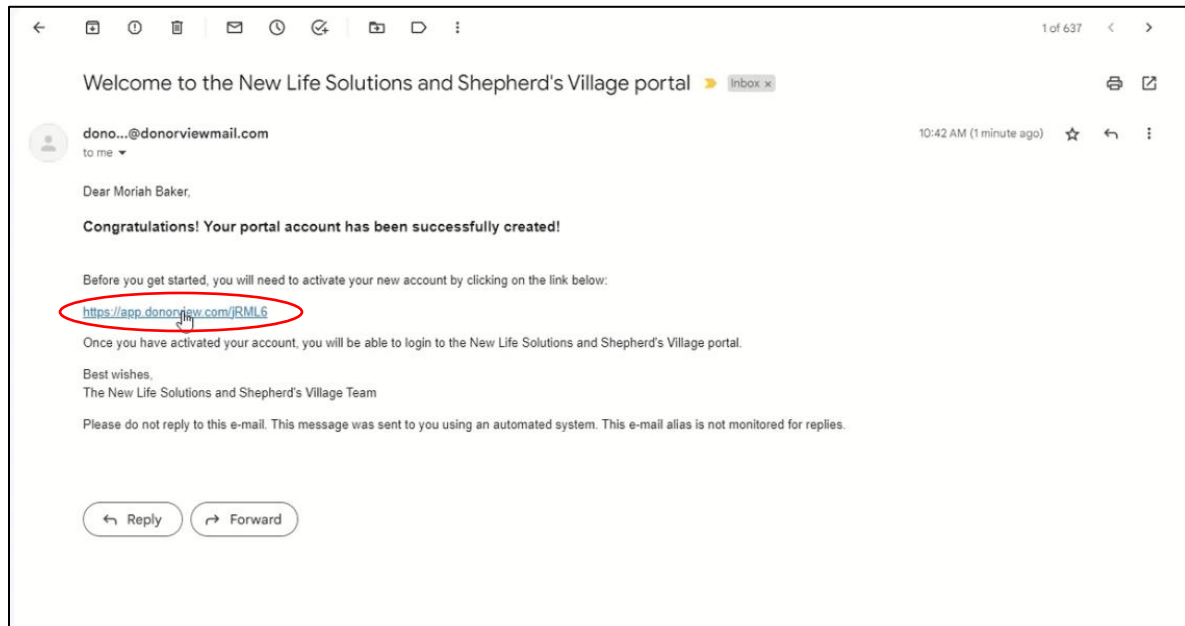 1 of 637
Welcome to the New Life Solutions and Shepherd's Village portal Inbox x
dono...@donorviewmail.com 10:42 AM (1 minute ago)
to me
Dear Moriah Baker,
Congratulations! Your portal account has been successfully created!
Before you get started, you will need to activate your new account by clicking on the link below:
https://app.donorview.com/jRML6
Once you have activated your account, you will be able to login to the New Life Solutions and Shepherd's Village portal.
Best wishes,
The New Life Solutions and Shepherd's Village Team
Please do not reply to this e-mail. This message was sent to you using an automated system. This e-mail alias is not monitored for replies.
Reply Forward